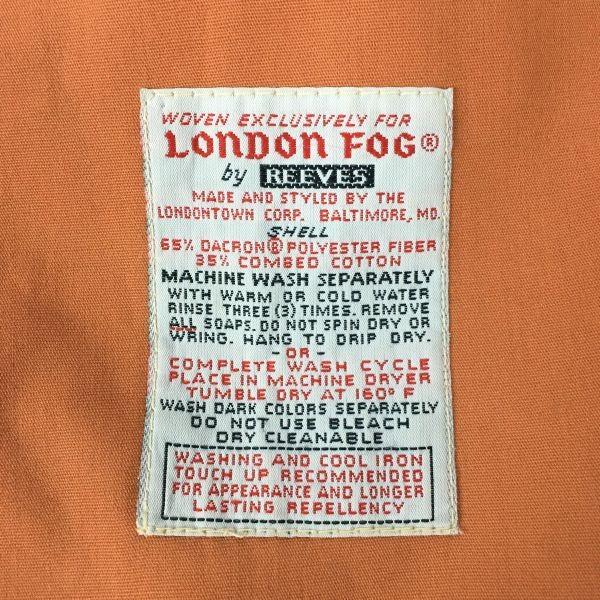 WOVEN EXCLUSIVELY FOR
LONDON FOG®
by REEVES
MADE AND STYLED BY THE
LONDONTOWN CORP. BALTIMORE, MD.
SHELL
65% DACRON® POLYESTER FIBER
35% COMBED COTTON
MACHINE WASH SEPARATELY
WITH WARM OR COLD WATER
RINSE THREE (3) TIMES. REMOVE
ALL SOAPS. DO NOT SPIN DRY OR
WRING. HANG TO DRIP DRY.
-OR-
COMPLETE WASH CYCLE
PLACE IN MACHINE DRYER
TUMBLE DRY AT 160° F
WASH DARK COLORS SEPARATELY
DO NOT USE BLEACH
DRY CLEANABLE
WASHING AND COOL IRON
TOUCH UP RECOMMENDED
FOR APPEARANCE AND LONGER
LASTING REPELLENCY